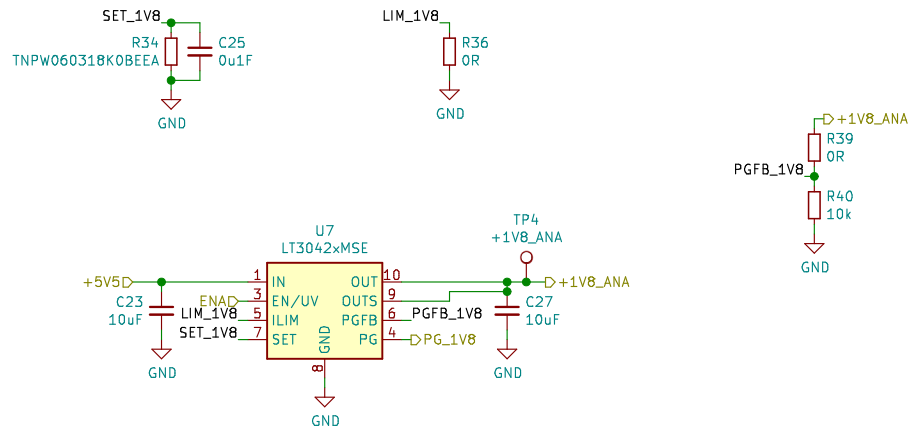 SET_1V8
R34
TNPW060318K0BEEA
C25
0u1F
GND
LIM_1V8
R36
0R
GND
+1V8_ANA
R39
0R
PGFB_1V8
R40
10k
GND
U7
LT3042xMSE
TP4
+1V8_ANA
+5V5
1
IN
OUT
10
+1V8_ANA
ENA
3
EN/UV
OUTS
9
C23
10uF
LIM_1V8
5
ILIM
PGFB
6
PGFB_1V8
C27
10uF
SET_1V8
7
SET
GND
PG
4
PG_1V8
8
GND
GND
GND